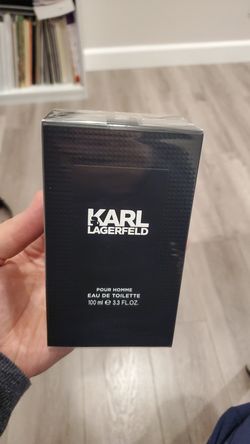 KARL
LAGERFELD
POUR HOMME
EAU DE TOILETTE
100 ml ℮ 3.3 FL.OZ.